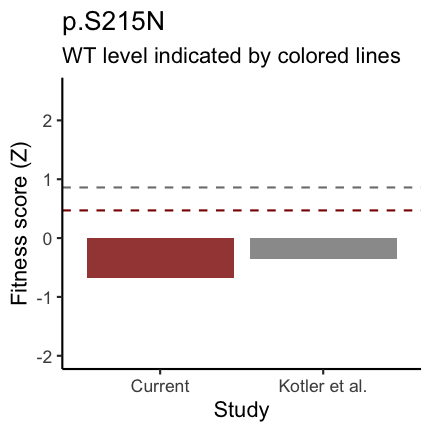 p.S215N
WT level indicated by colored lines
Fitness score (Z)
2
1
0
-1
-2
Current
Kotler et al.
Study